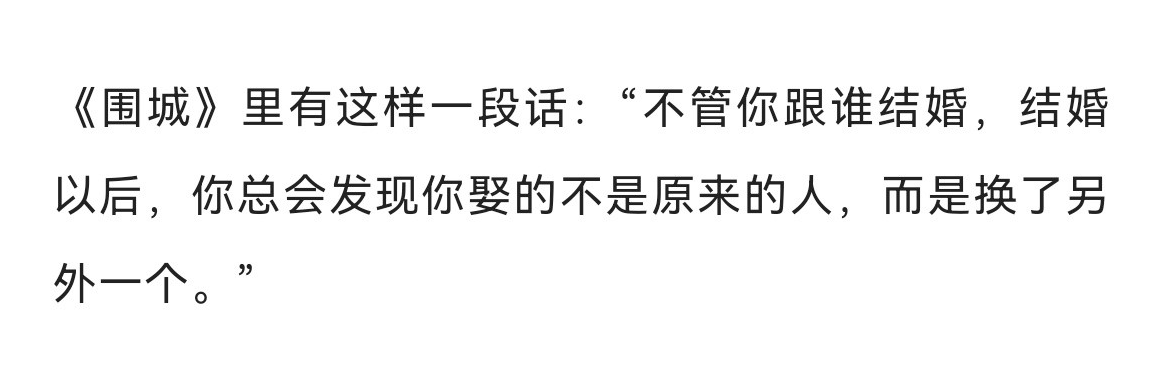 《围城》里有这样一段话：“不管你跟谁结婚，结婚
以后，你总会发现你娶的不是原来的人，而是换了另
外一个。”